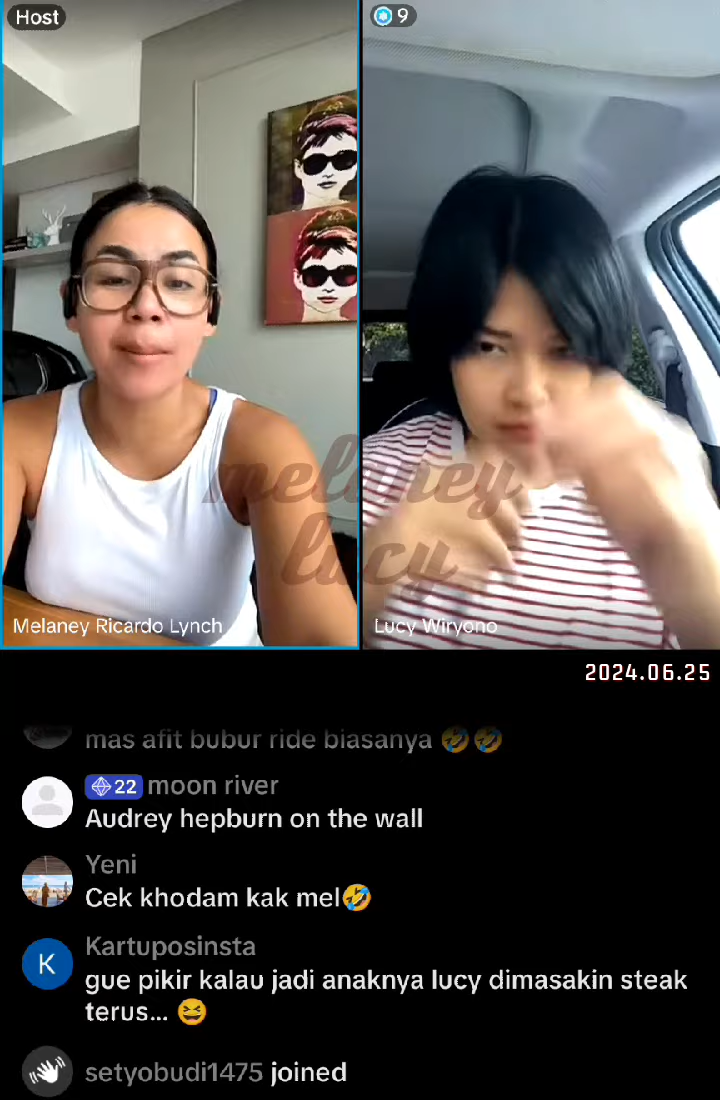 Host
9
melaney
lucy
Melaney Ricardo Lynch
Lucy Wiryono
2024.06.25
mas afit bubur ride biasanya 🤣🤣
22 moon river
Audrey hepburn on the wall
Yeni
Cek khodam kak mel🤣
K
Kartuposinsta
gue pikir kalau jadi anaknya lucy dimasakin steak
terus... 😆
setyobudi1475 joined